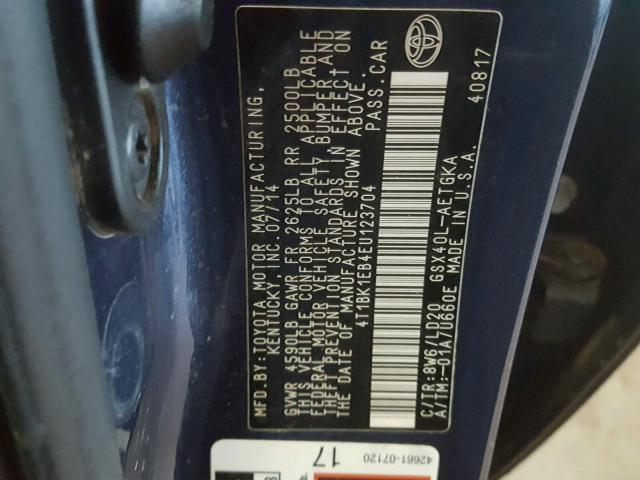 MFD. BY: TOYOTA MOTOR MANUFACTURING,
KENTUCKY, INC. 07/14
GVWR 4590LB GAWR FR 2625LB RR 2500LB
THIS VEHICLE CONFORMS TO ALL APPLICABLE
FEDERAL MOTOR VEHICLE SAFETY, BUMPER AND
THEFT PREVENTION STANDARDS IN EFFECT ON
THE DATE OF MANUFACTURE SHOWN ABOVE.
4T1BK1EB4EU123704 PASS.CAR
C/TR:8W6/LD20 GSX40L-AETGKA
A/TM:-01A/U660E MADE IN U.S.A. 40817
17
42661-07120